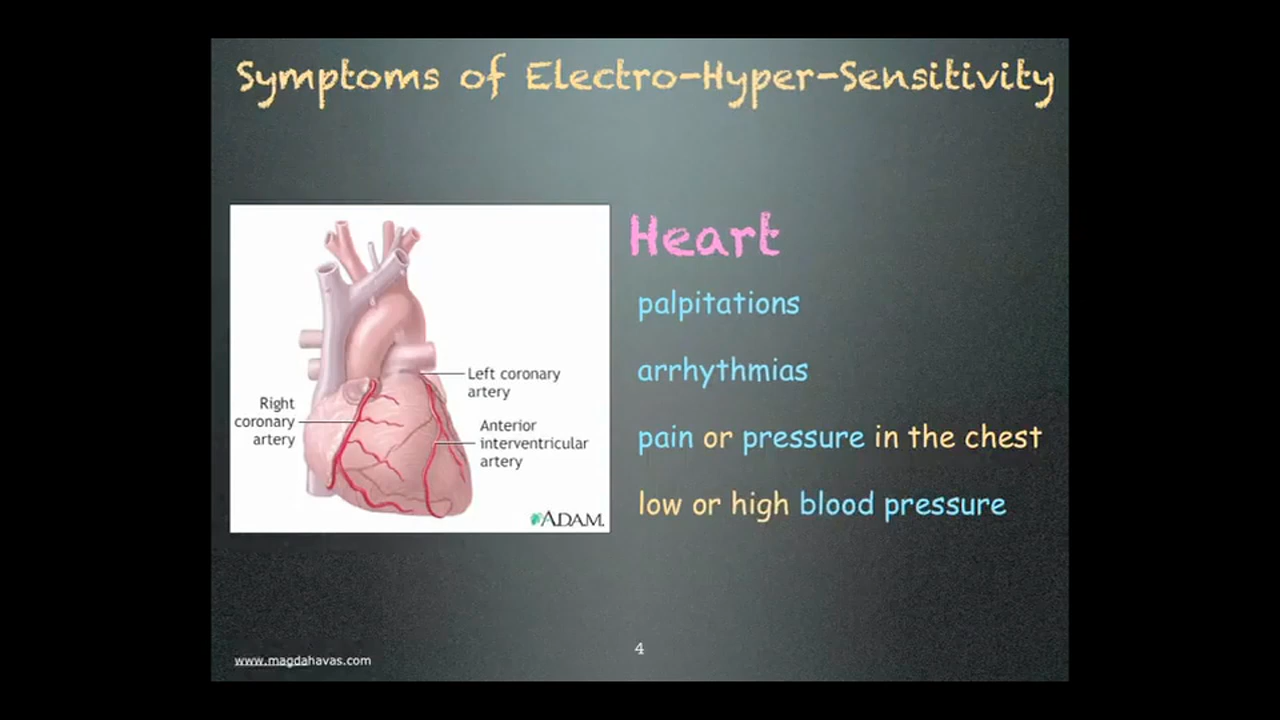 Symptoms of Electro-Hyper-Sensitivity
Heart
palpitations
arrhythmias
pain or pressure in the chest
low or high blood pressure
Left coronary
artery
Right
coronary
artery
Anterior
interventricular
artery
ADAM.
4
www.magdahavas.com